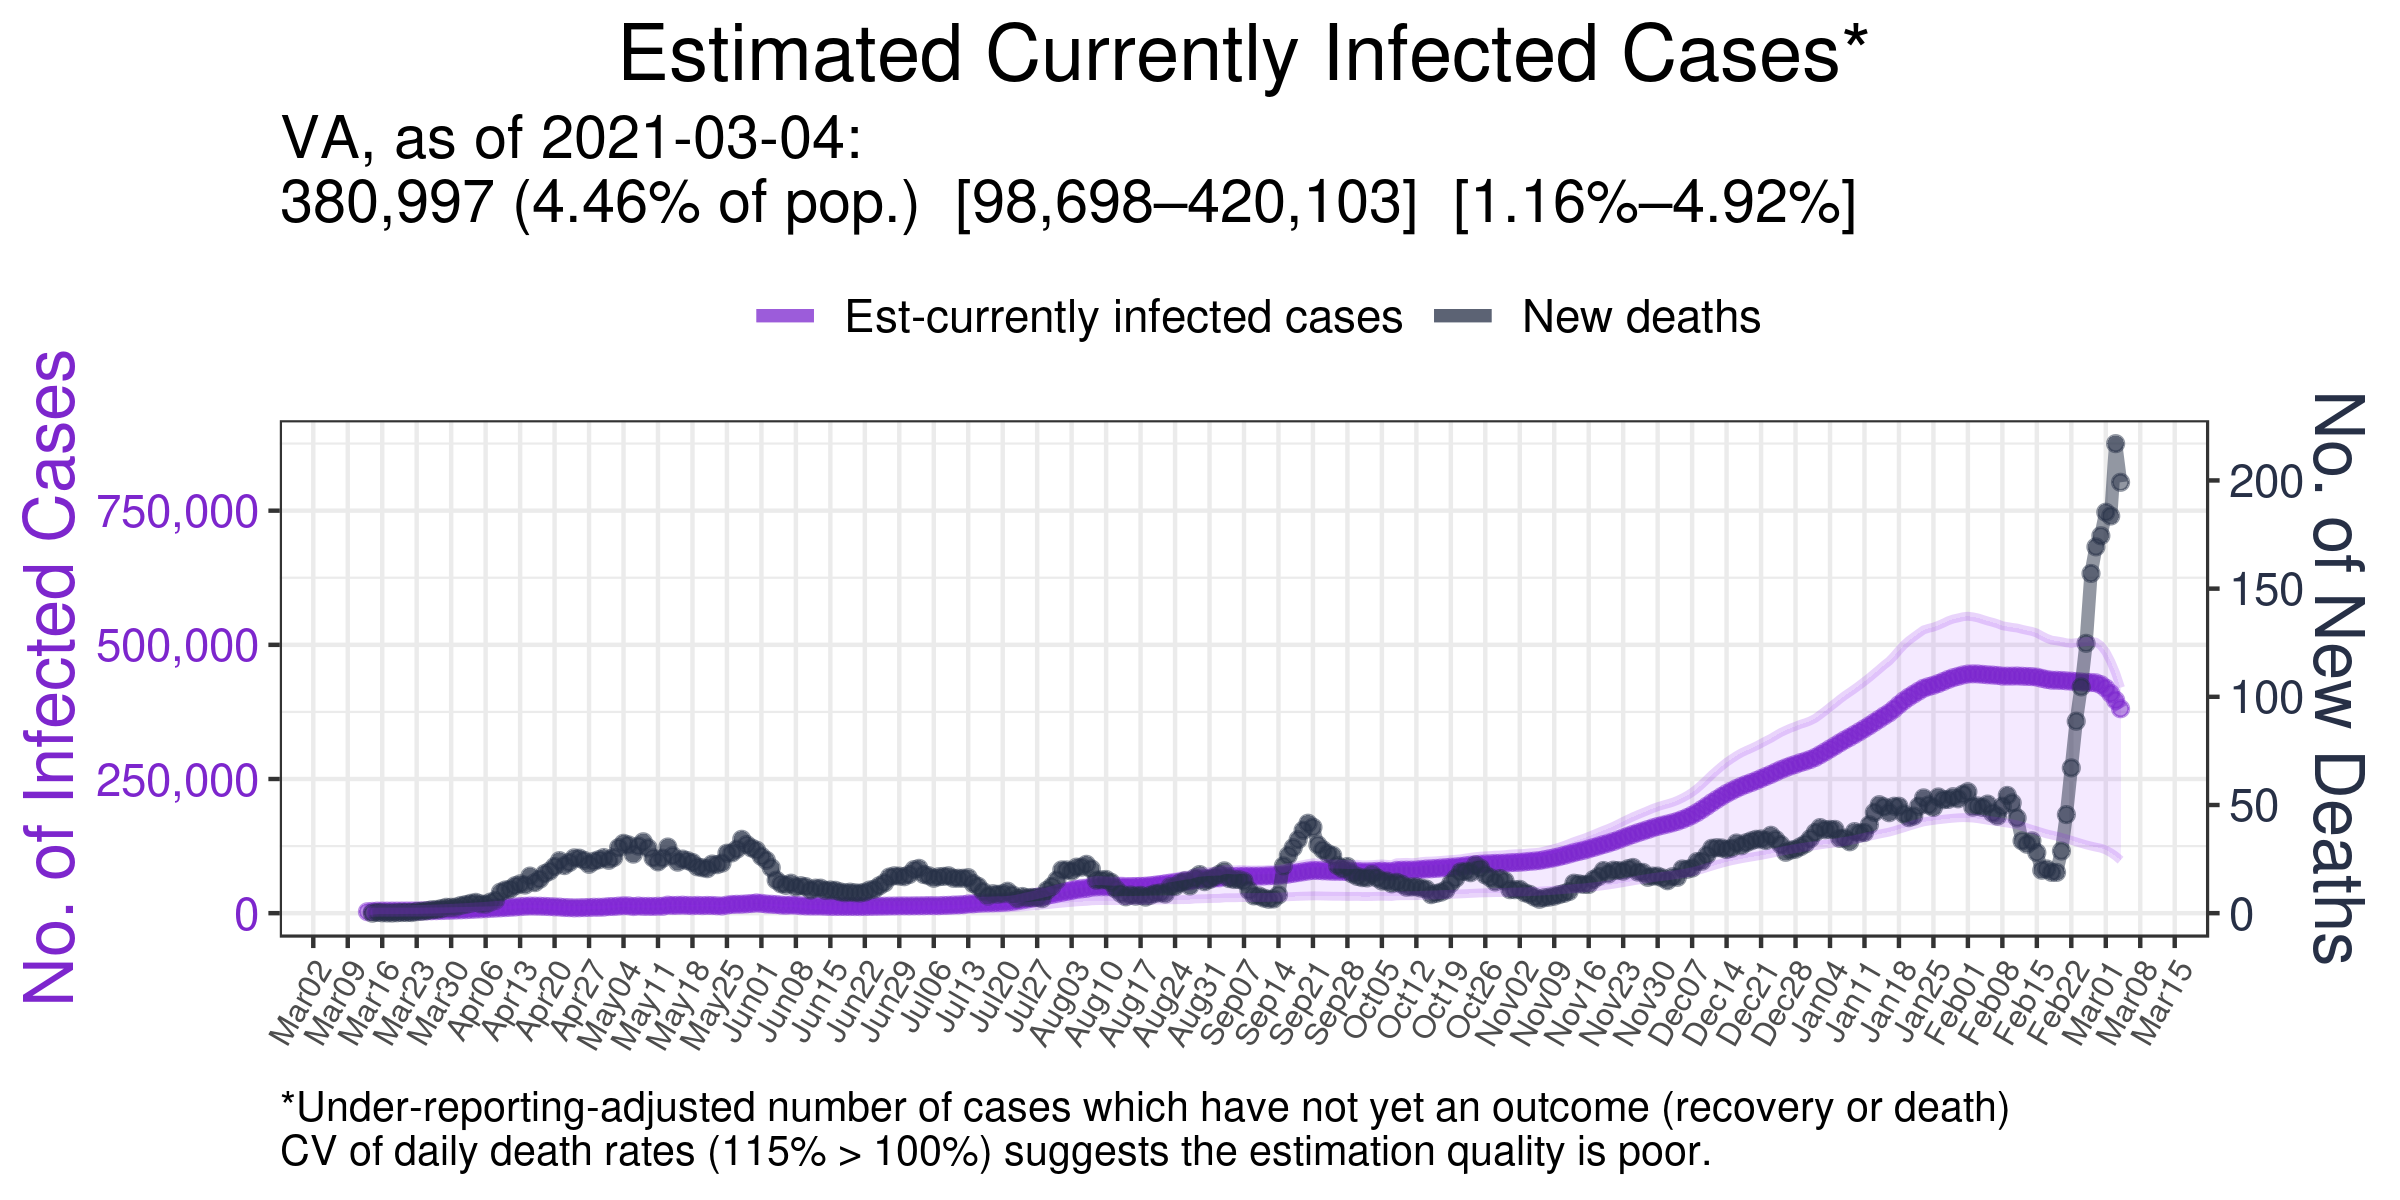 Estimated Currently Infected Cases*
VA, as of 2021-03-04:
380,997 (4.46% of pop.) [98,698–420,103] [1.16%–4.92%]
Est-currently infected cases
New deaths
No. of Infected Cases
750,000
500,000
250,000
0
200
150
100
50
0
No. of New Deaths
Mar02
Mar09
Mar16
Mar23
Mar30
Apr06
Apr13
Apr20
Apr27
May04
May11
May18
May25
Jun01
Jun08
Jun15
Jun22
Jun29
Jul06
Jul13
Jul20
Jul27
Aug03
Aug10
Aug17
Aug24
Aug31
Sep07
Sep14
Sep21
Sep28
Oct05
Oct12
Oct19
Oct26
Nov02
Nov09
Nov16
Nov23
Nov30
Dec07
Dec14
Dec21
Dec28
Jan04
Jan11
Jan18
Jan25
Feb01
Feb08
Feb15
Feb22
Mar01
Mar08
Mar15
*Under-reporting-adjusted number of cases which have not yet an outcome (recovery or death)
CV of daily death rates (115% > 100%) suggests the estimation quality is poor.